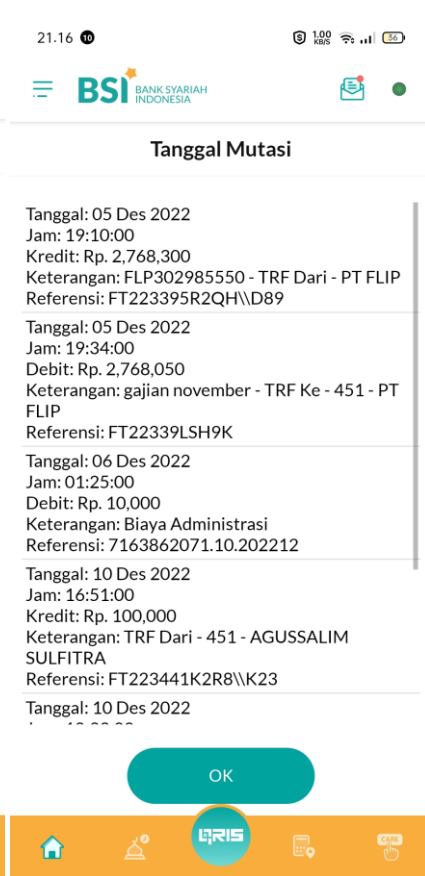 21.16 10 1.00 KB/S 36
BSI BANK SYARIAH
INDONESIA
Tanggal Mutasi
Tanggal: 05 Des 2022
Jam: 19:10:00
Kredit: Rp. 2,768,300
Keterangan: FLP302985550 - TRF Dari - PT FLIP
Referensi: FT223395R2QH\\D89
Tanggal: 05 Des 2022
Jam: 19:34:00
Debit: Rp. 2,768,050
Keterangan: gajian november - TRF Ke - 451 - PT
FLIP
Referensi: FT22339LSH9K
Tanggal: 06 Des 2022
Jam: 01:25:00
Debit: Rp. 10,000
Keterangan: Biaya Administrasi
Referensi: 7163862071.10.202212
Tanggal: 10 Des 2022
Jam: 16:51:00
Kredit: Rp. 100,000
Keterangan: TRF Dari - 451 - AGUSSALIM
SULFITRA
Referensi: FT223441K2R8\\K23
Tanggal: 10 Des 2022
OK
QRIS
CARE